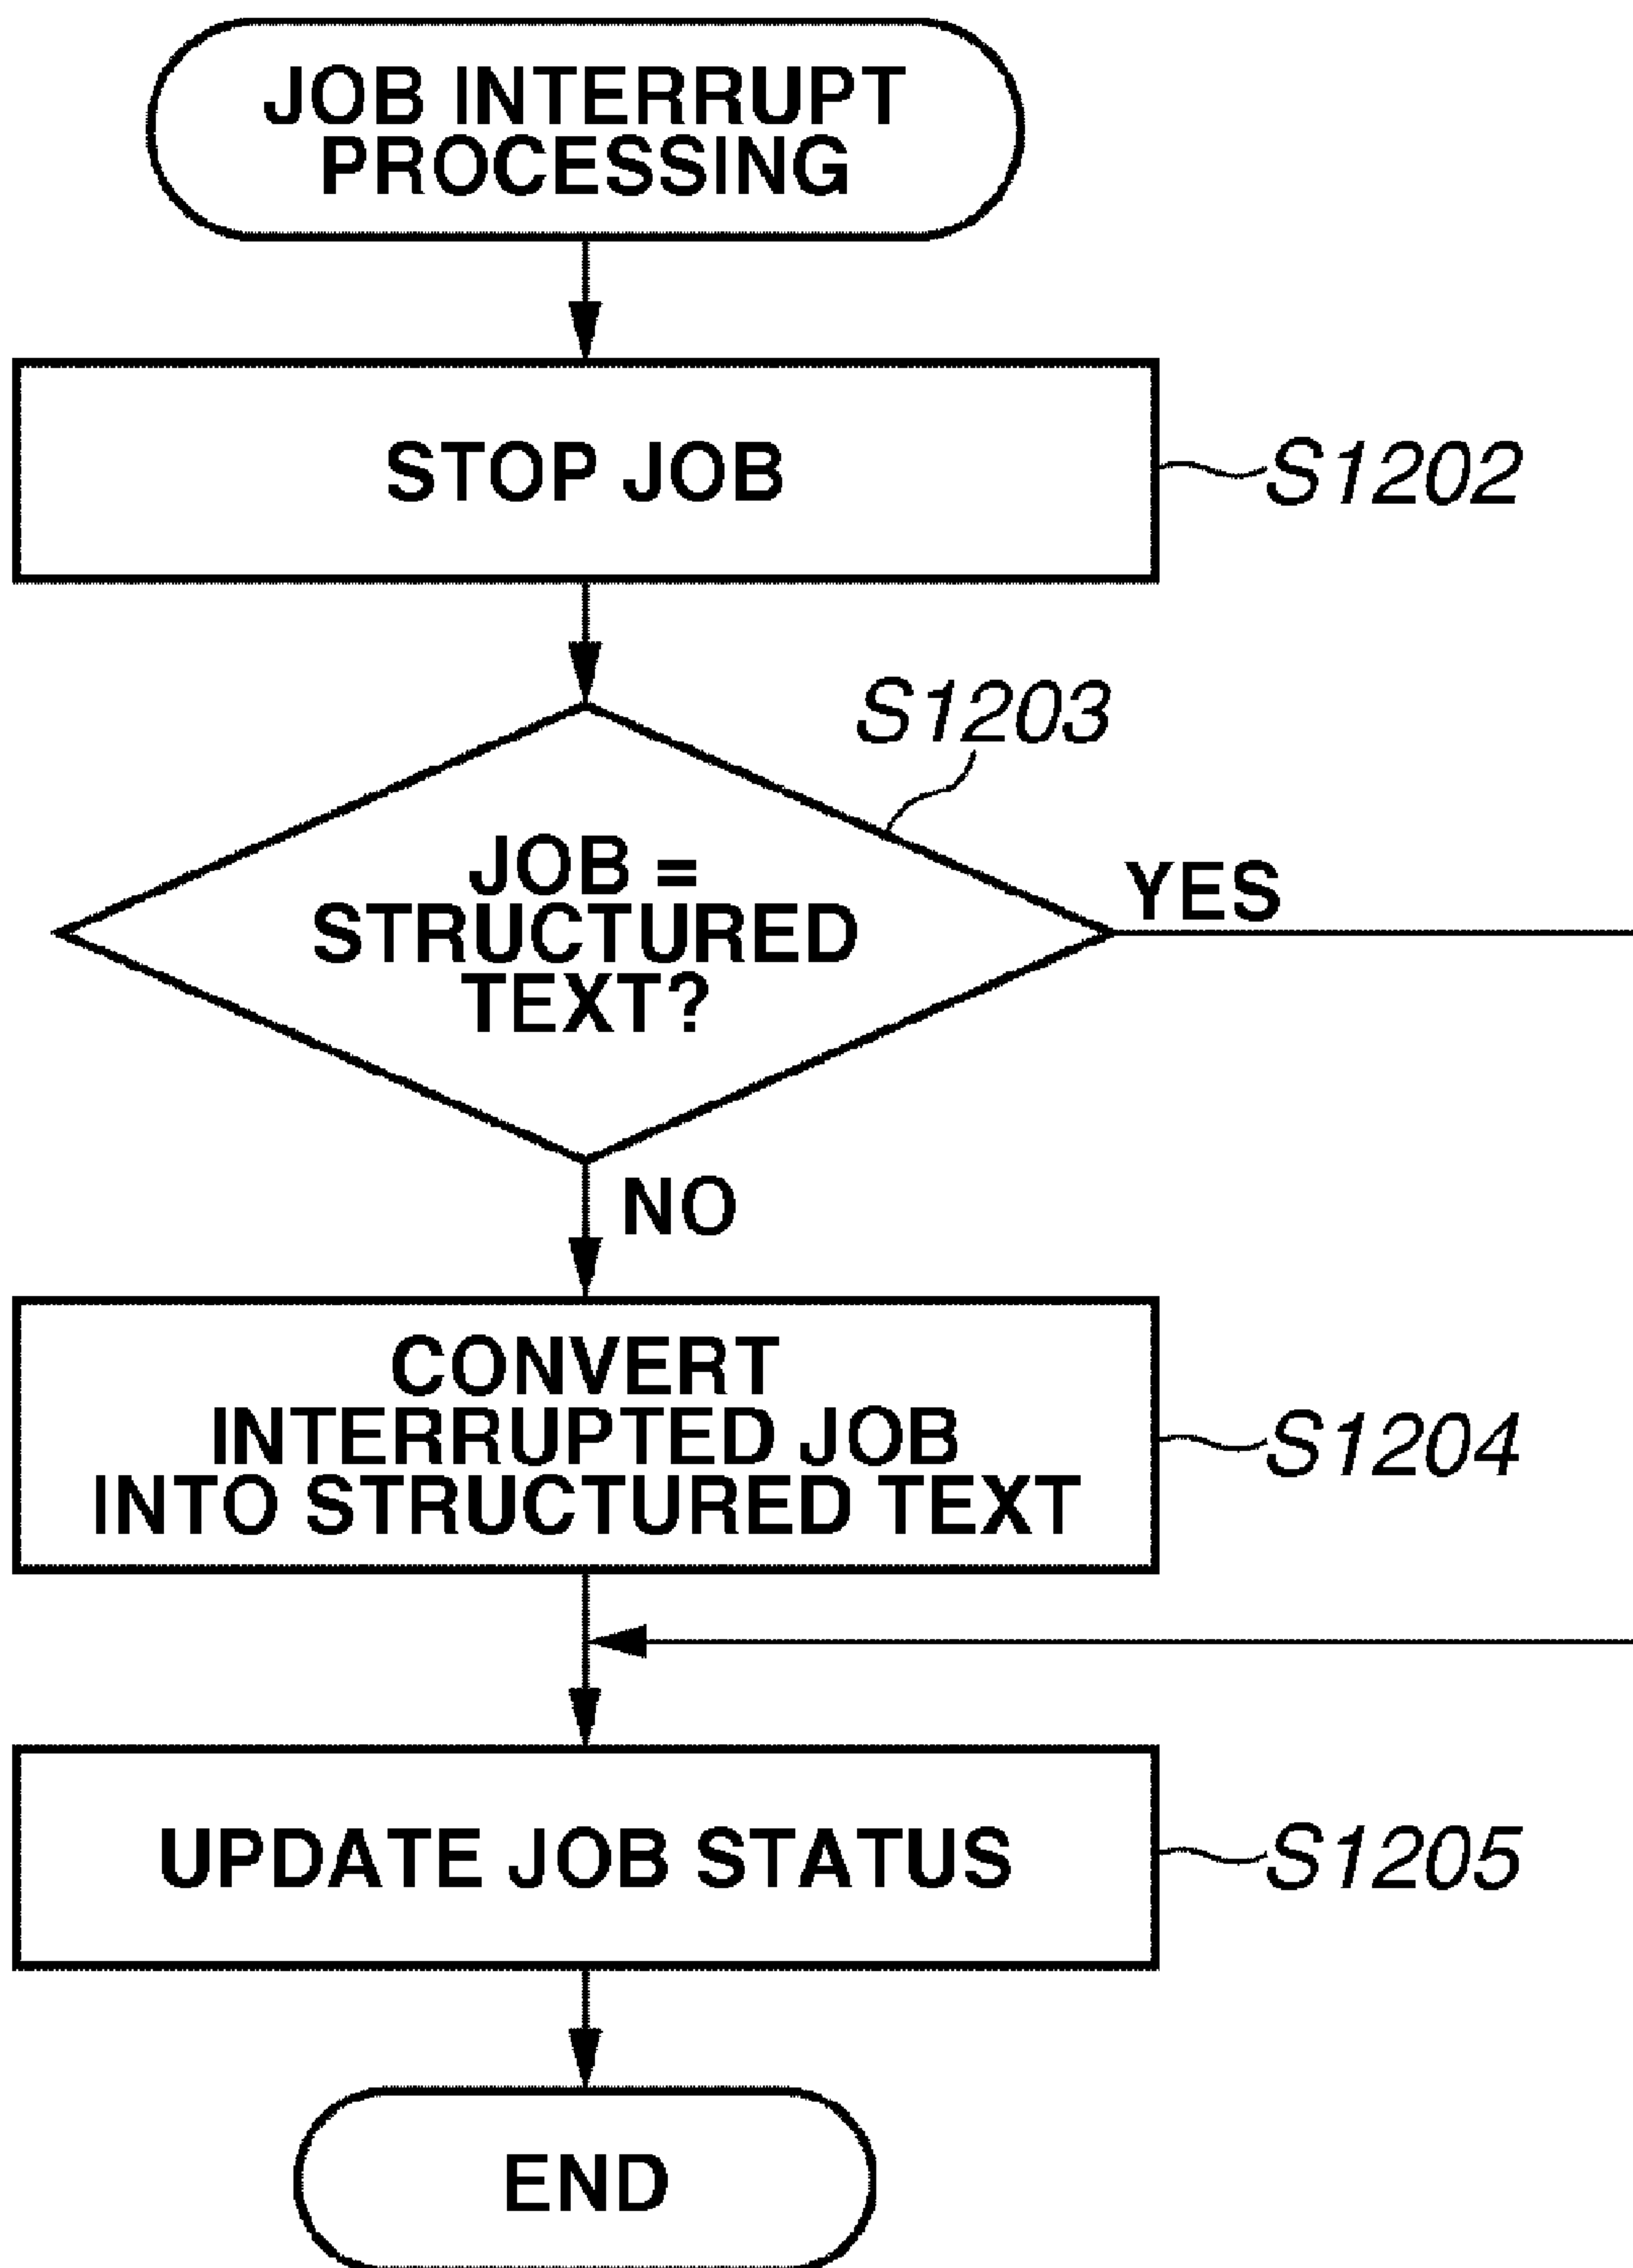 JOB INTERRUPT
PROCESSING
STOP JOB
S1202
S1203
JOB =
STRUCTURED
TEXT?
YES
NO
CONVERT
INTERRUPTED JOB
INTO STRUCTURED TEXT
S1204
UPDATE JOB STATUS
S1205
END